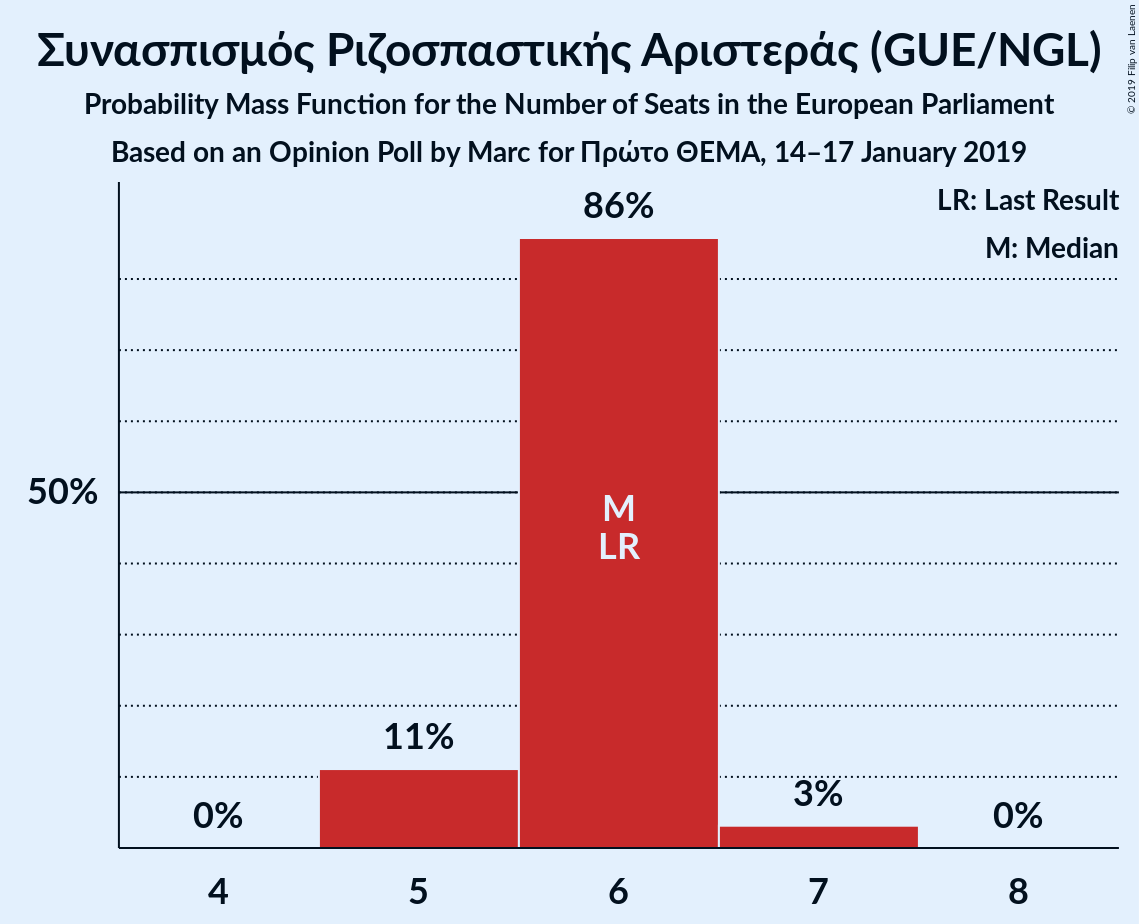 Συνασπισμός Ριζοσπαστικής Αριστεράς (GUE/NGL)
Probability Mass Function for the Number of Seats in the European Parliament
Based on an Opinion Poll by Marc for Πρώτο ΘΕΜΑ, 14–17 January 2019
© 2019 Filip van Laenen
LR: Last Result
M: Median
86%
50%
M
LR
11%
3%
0%
0%
4
5
6
7
8